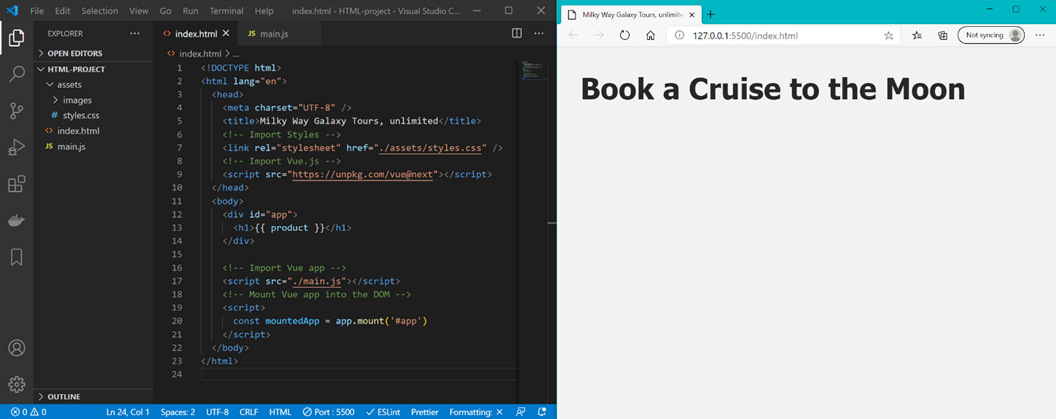 File Edit Selection View Go Run Terminal Help index.html - HTML-project - Visual Studio C...
EXPLORER ...
OPEN EDITORS
HTML-PROJECT
assets
images
# styles.css
<> index.html
JS main.js
OUTLINE
<> index.html
JS main.js
...
<> index.html > ...
1 <!DOCTYPE html>
2 <html lang="en">
3 <head>
4 <meta charset="UTF-8" />
5 <title>Milky Way Galaxy Tours, unlimited</title>
6 <!-- Import Styles -->
7 <link rel="stylesheet" href="./assets/styles.css" />
8 <!-- Import Vue.js -->
9 <script src="https://unpkg.com/vue@next"></script>
10 </head>
11 <body>
12 <div id="app">
13 <h1>{{ product }}</h1>
14 </div>
15
16 <!-- Import Vue app -->
17 <script src="./main.js"></script>
18 <!-- Mount Vue app into the DOM -->
19 <script>
20 const mountedApp = app.mount('#app')
21 </script>
22 </body>
23 </html>
24
0 0 Ln 24, Col 1 Spaces: 2 UTF-8 CRLF HTML Port : 5500 ESLint Prettier Formatting: ×
Milky Way Galaxy Tours, unlimite
127.0.0.1:5500/index.html Not syncing
Book a Cruise to the Moon